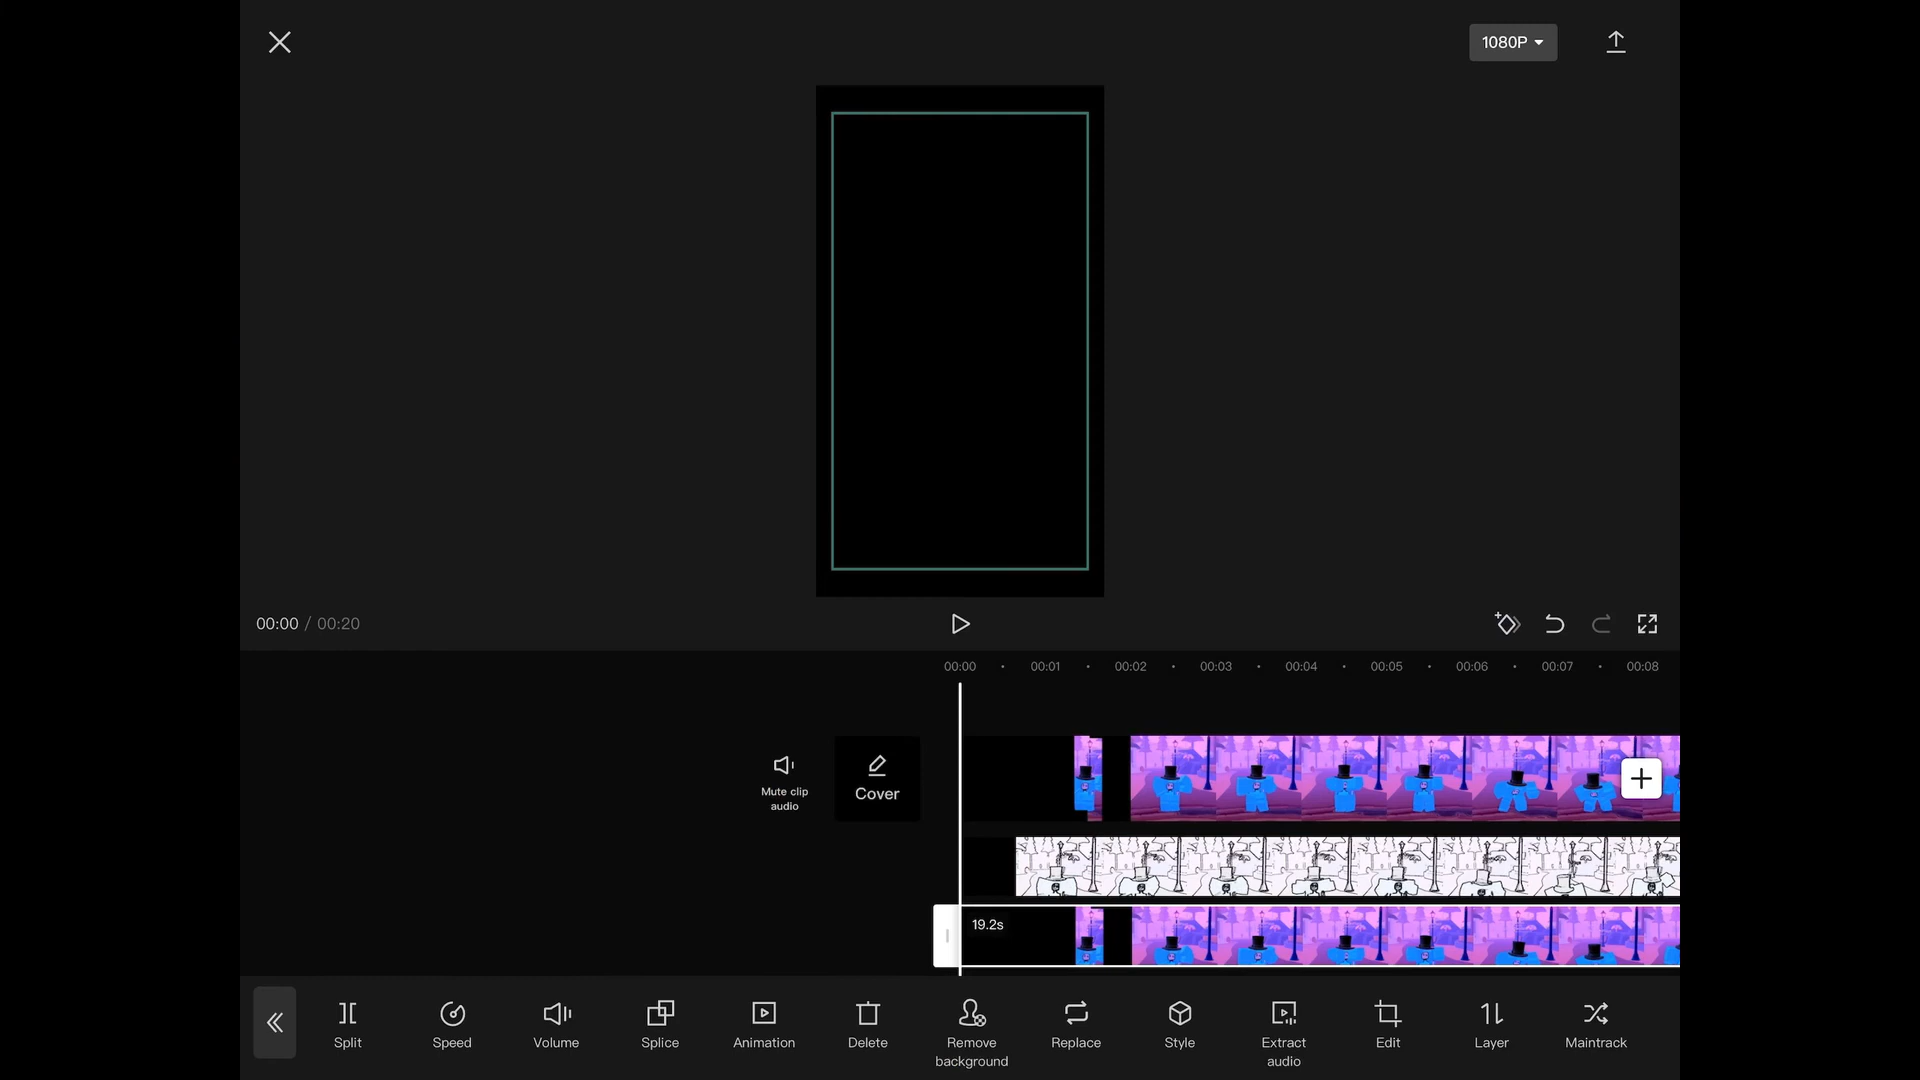 1080P
00:00 / 00:20
00:00 00:01 00:02 00:03 00:04 00:05 00:06 00:07 00:08
Mute clip
audio
Cover
19.2s
Split
Speed
Volume
Splice
Animation
Delete
Remove
background
Replace
Style
Extract
audio
Edit
Layer
Maintrack